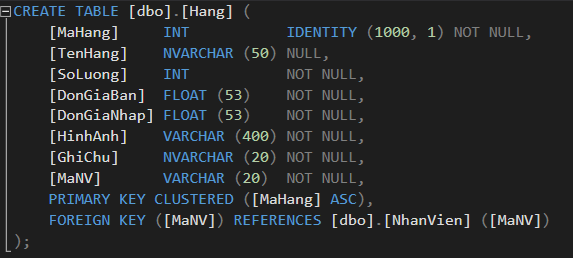 CREATE TABLE [dbo].[Hang] (
[MaHang] INT IDENTITY (1000, 1) NOT NULL,
[TenHang] NVARCHAR (50) NULL,
[SoLuong] INT NOT NULL,
[DonGiaBan] FLOAT (53) NOT NULL,
[DonGiaNhap] FLOAT (53) NOT NULL,
[HinhAnh] VARCHAR (400) NOT NULL,
[GhiChu] NVARCHAR (20) NOT NULL,
[MaNV] VARCHAR (20) NOT NULL,
PRIMARY KEY CLUSTERED ([MaHang] ASC),
FOREIGN KEY ([MaNV]) REFERENCES [dbo].[NhanVien] ([MaNV])
);